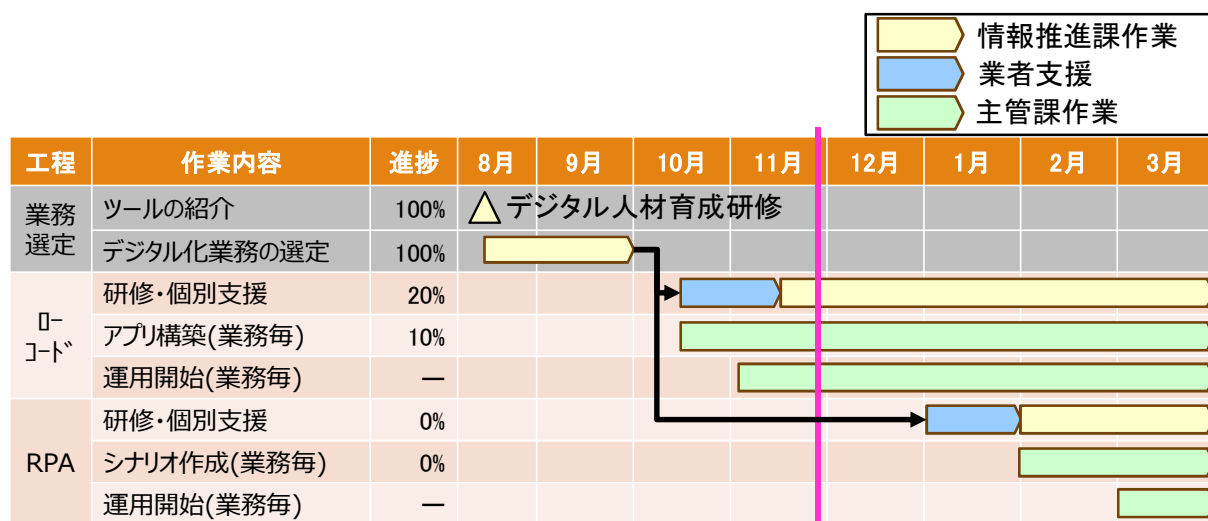 情報推進課作業
業者支援
主管課作業
工程 作業内容 進捗 8月 9月 10月 11月 12月 1月 2月 3月
業務
選定
ツールの紹介 100% デジタル人材育成研修
デジタル化業務の選定 100%
ﾛｰ
ｺｰﾄﾞ
研修・個別支援 20%
アプリ構築(業務毎) 10%
運用開始(業務毎) ー
RPA
研修・個別支援 0%
シナリオ作成(業務毎) 0%
運用開始(業務毎) ー